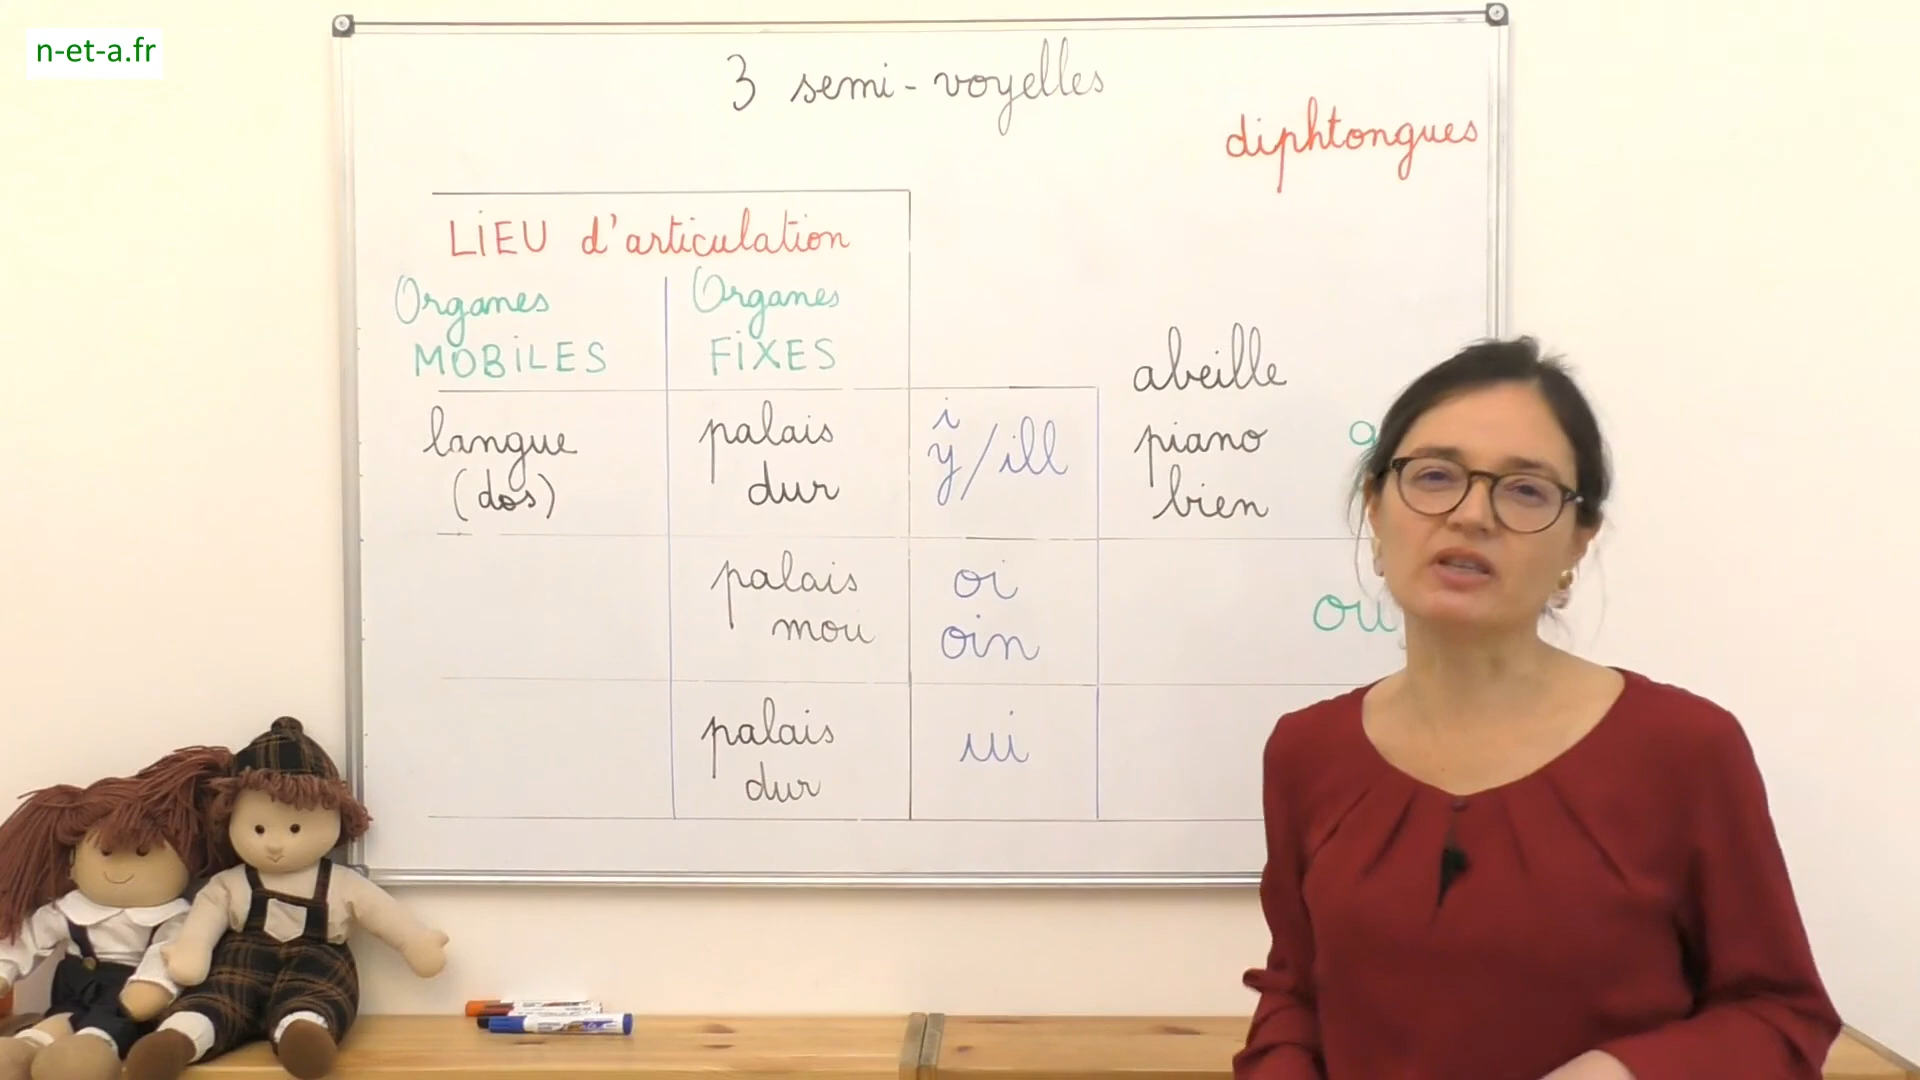 n-et-a.fr
3 semi-voyelles
diphtongues
LiEU d'articulation
Organes
MOBiLES
Organes
FiXES
langue
(dos)
palais
dur
i
y/ill
abeille
piano
bien
palais
mou
oi
oin
ou
palais
dur
ui